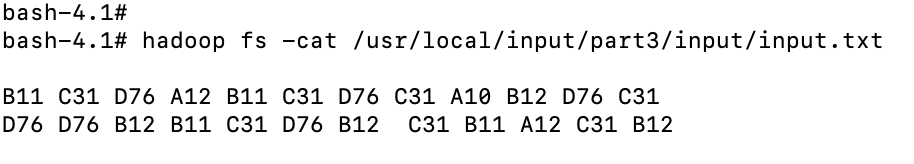 bash-4.1#
bash-4.1# hadoop fs -cat /usr/local/input/part3/input/input.txt
B11 C31 D76 A12 B11 C31 D76 C31 A10 B12 D76 C31
D76 D76 B12 B11 C31 D76 B12  C31 B11 A12 C31 B12